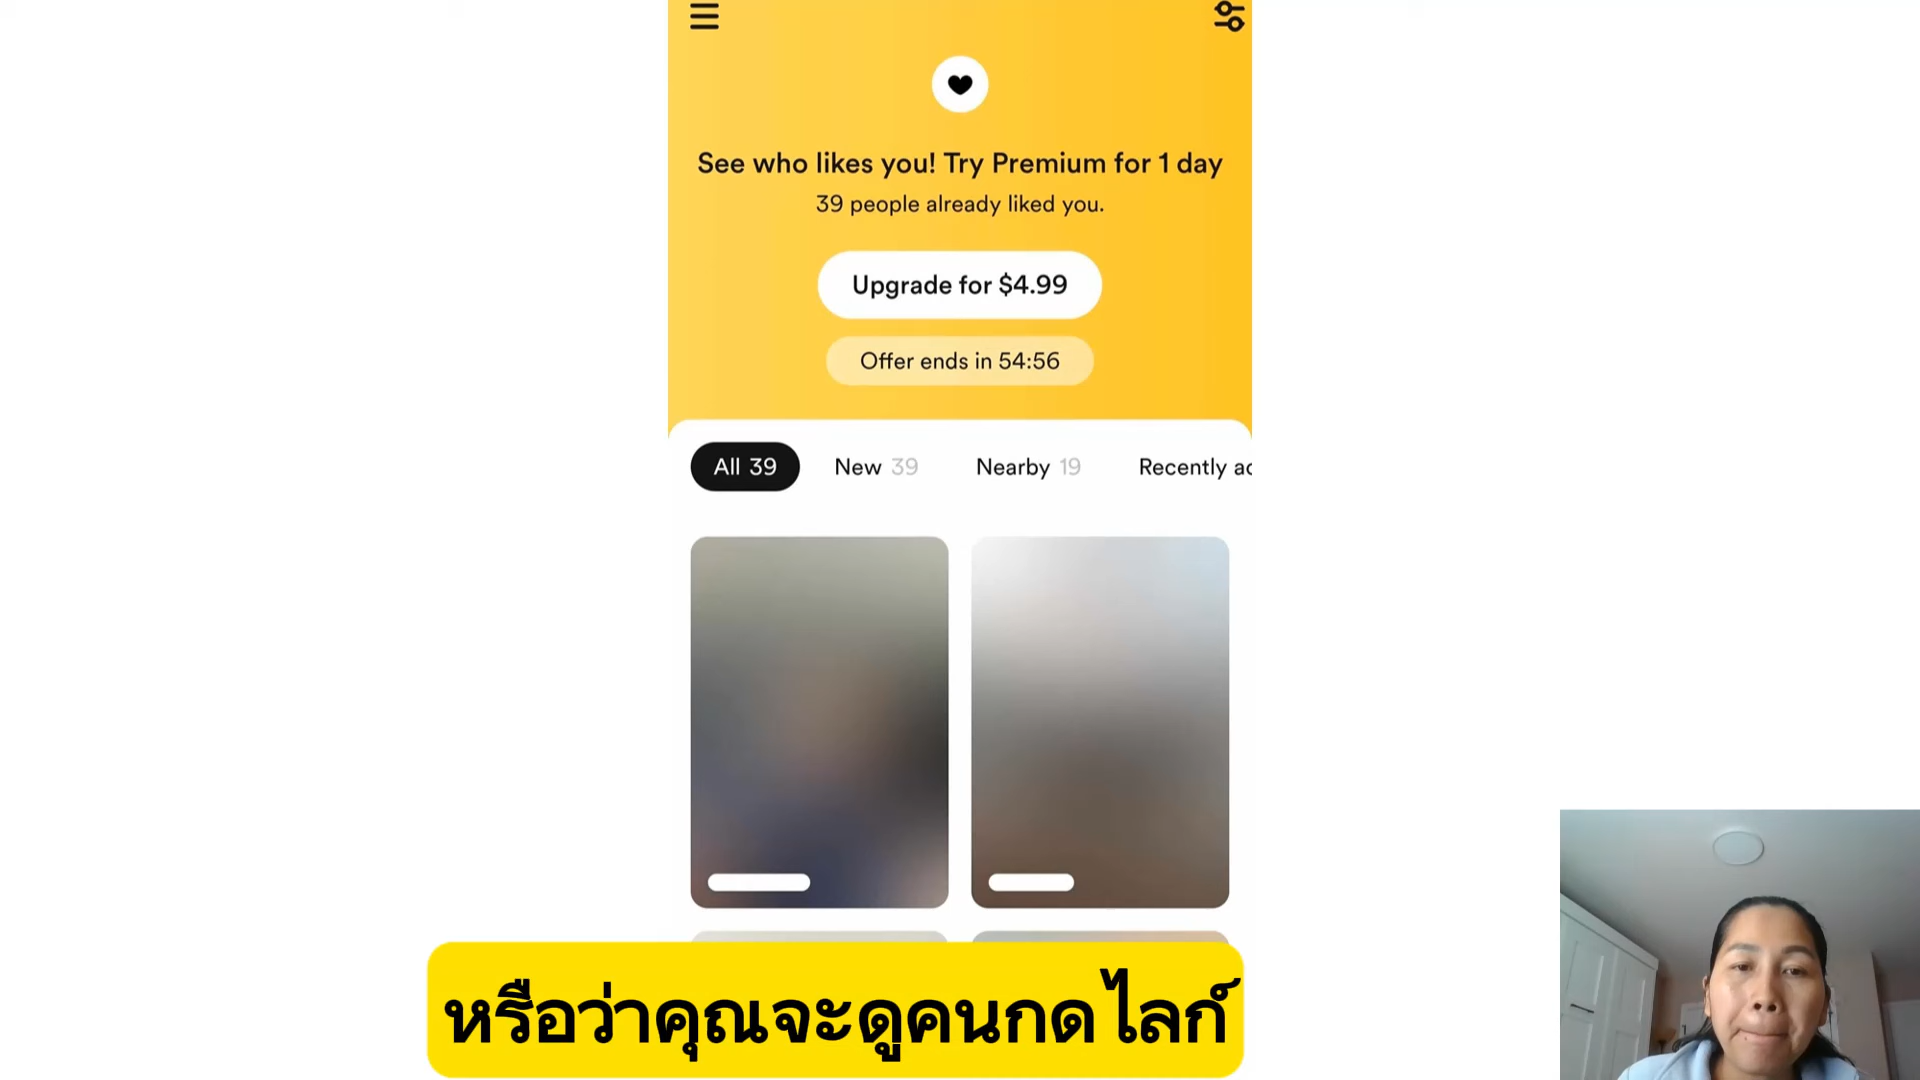 See who likes you! Try Premium for 1 day
39 people already liked you.
Upgrade for $4.99
Offer ends in 54:56
All 39 New 39 Nearby 19 Recently
หรือว่าคุณจะดูคนกดไลก์